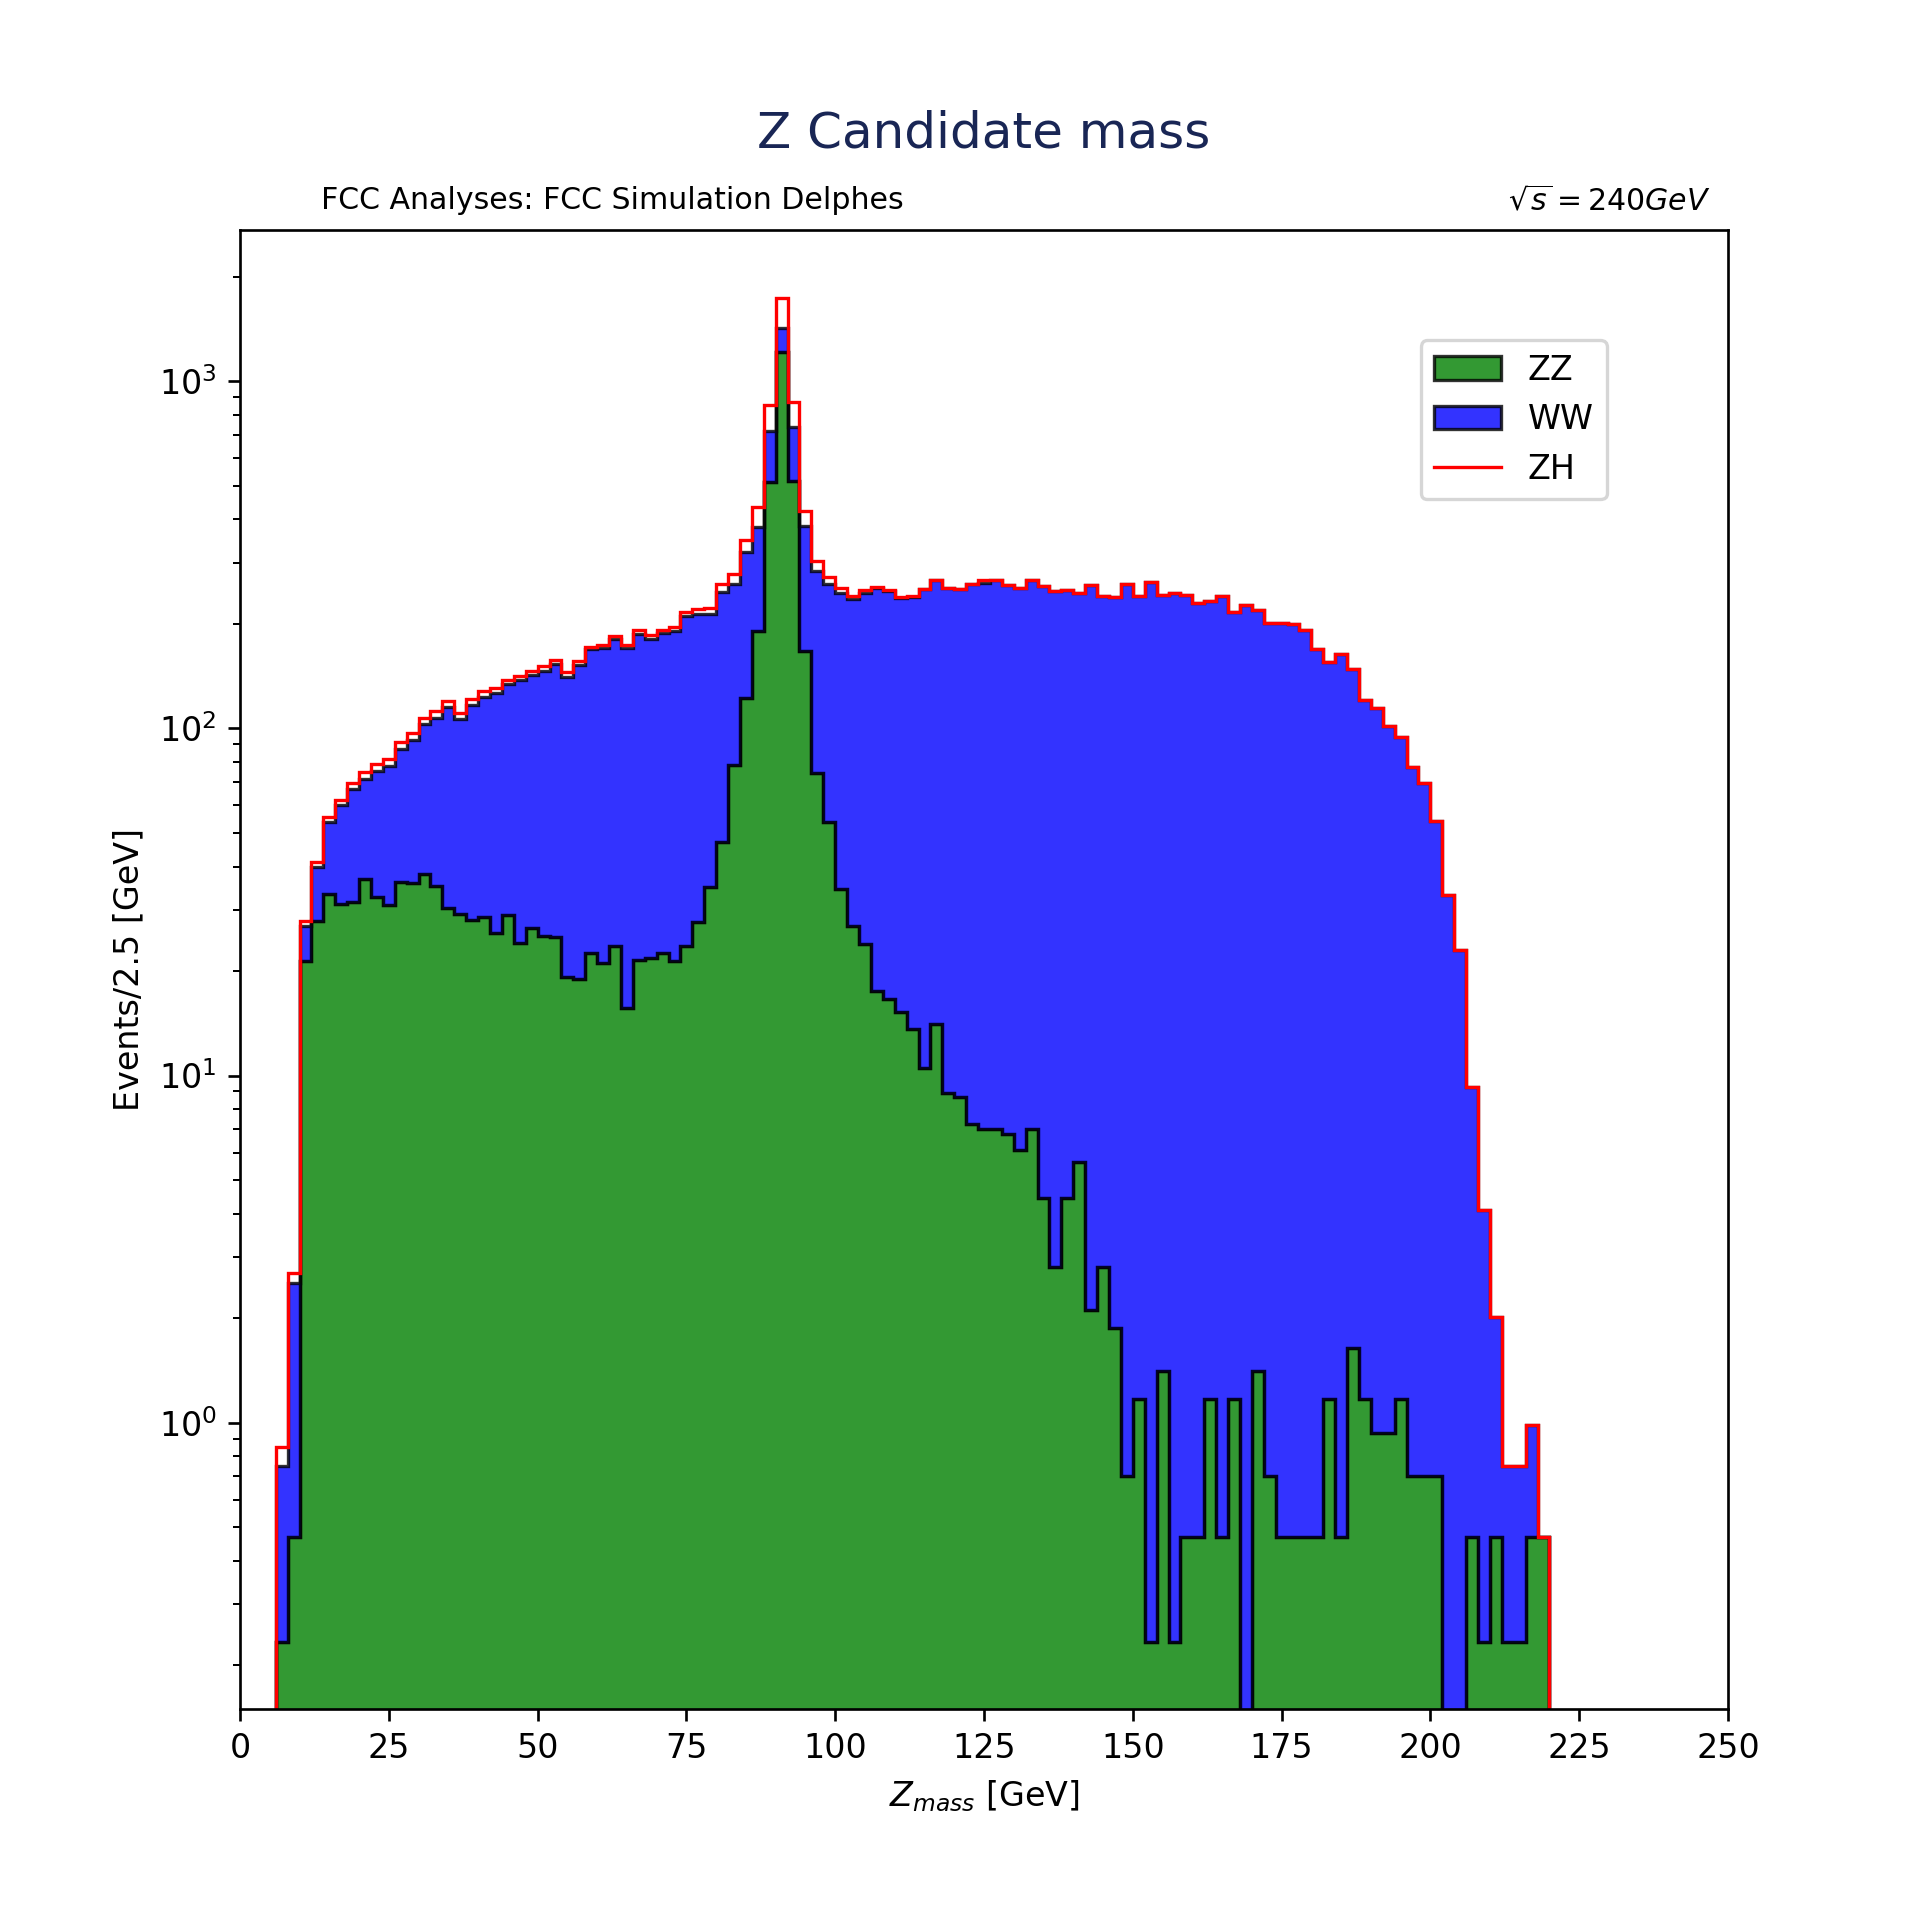 Z Candidate mass
FCC Analyses: FCC Simulation Delphes
√s = 240GeV
10³
10²
10¹
10⁰
Events/2.5 [GeV]
ZZ
WW
ZH
0 25 50 75 100 125 150 175 200 225 250
Z_mass [GeV]